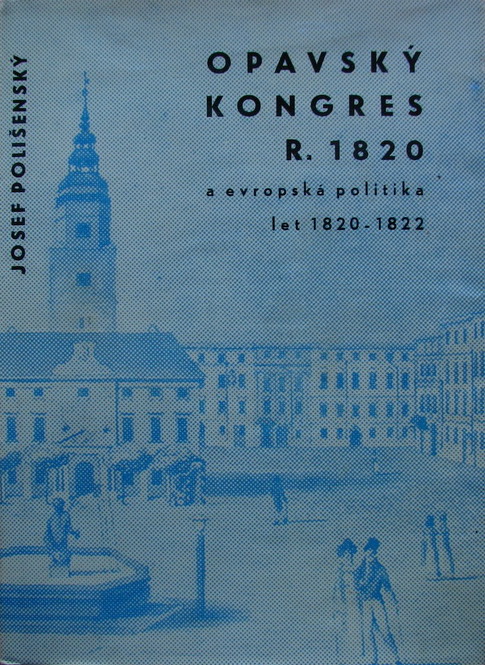 JOSEF POLIŠENSKÝ
OPAVSKÝ
KONGRES
R. 1820
a evropská politika
let 1820-1822